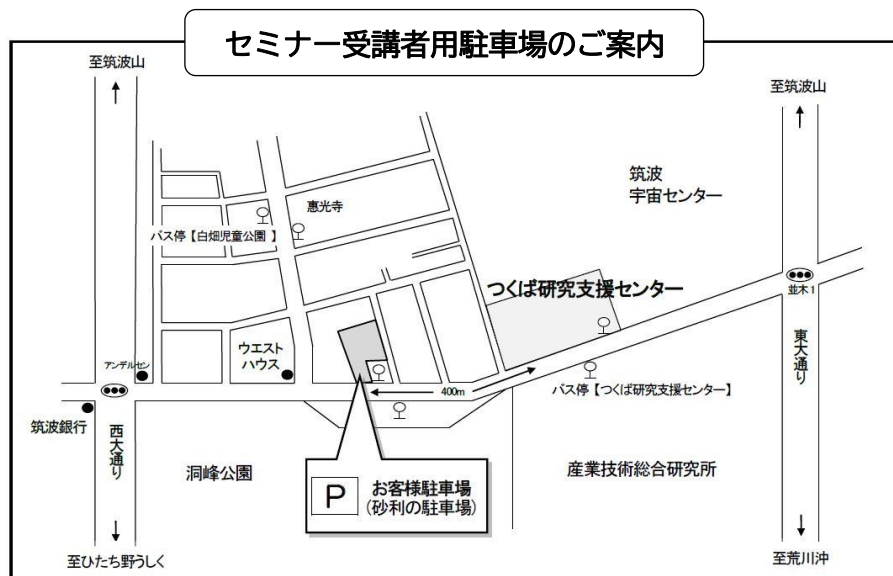 セミナー受講者用駐車場のご案内
至筑波山
至筑波山
筑波
宇宙センター
恵光寺
バス停【白畑児童公園】
つくば研究支援センター
並木1
東大通り
ウエスト
ハウス
アンデルセン
400m
バス停【つくば研究支援センター】
筑波銀行
西大通り
洞峰公園
産業技術総合研究所
P
お客様駐車場
(砂利の駐車場)
至ひたち野うしく
至荒川沖